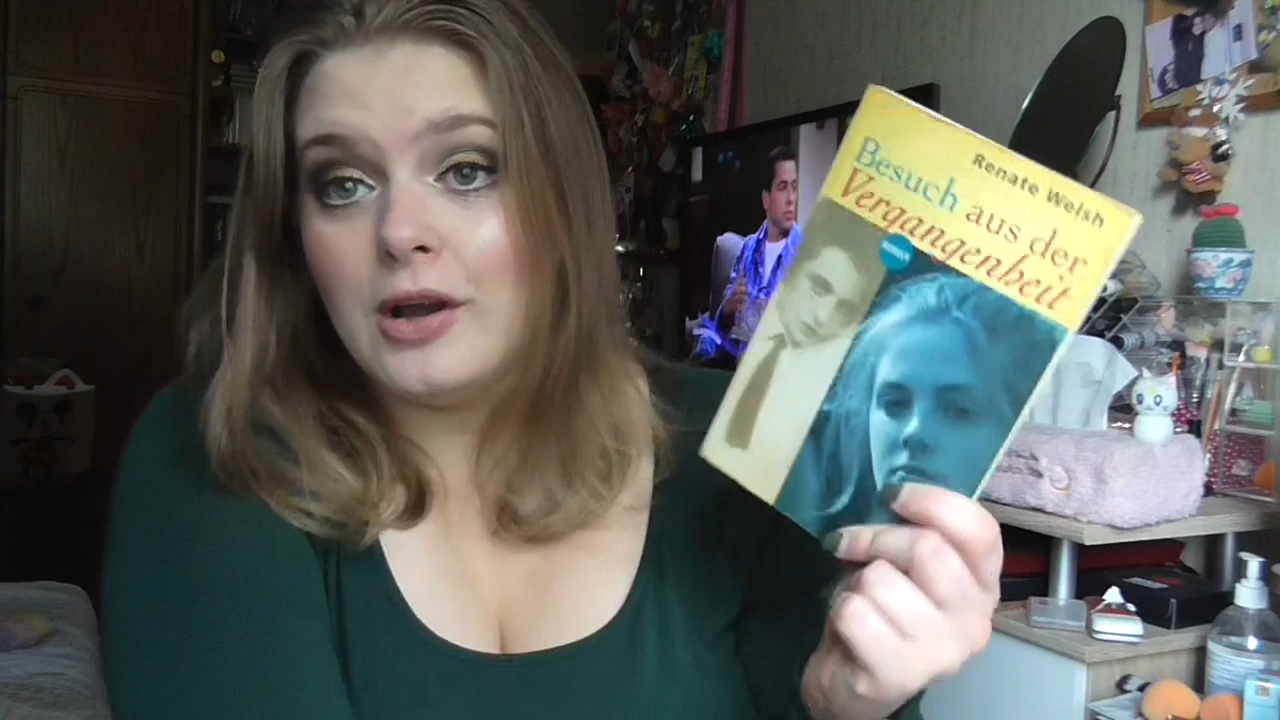 Renate Welsh
Besuch aus der
Vergangenheit